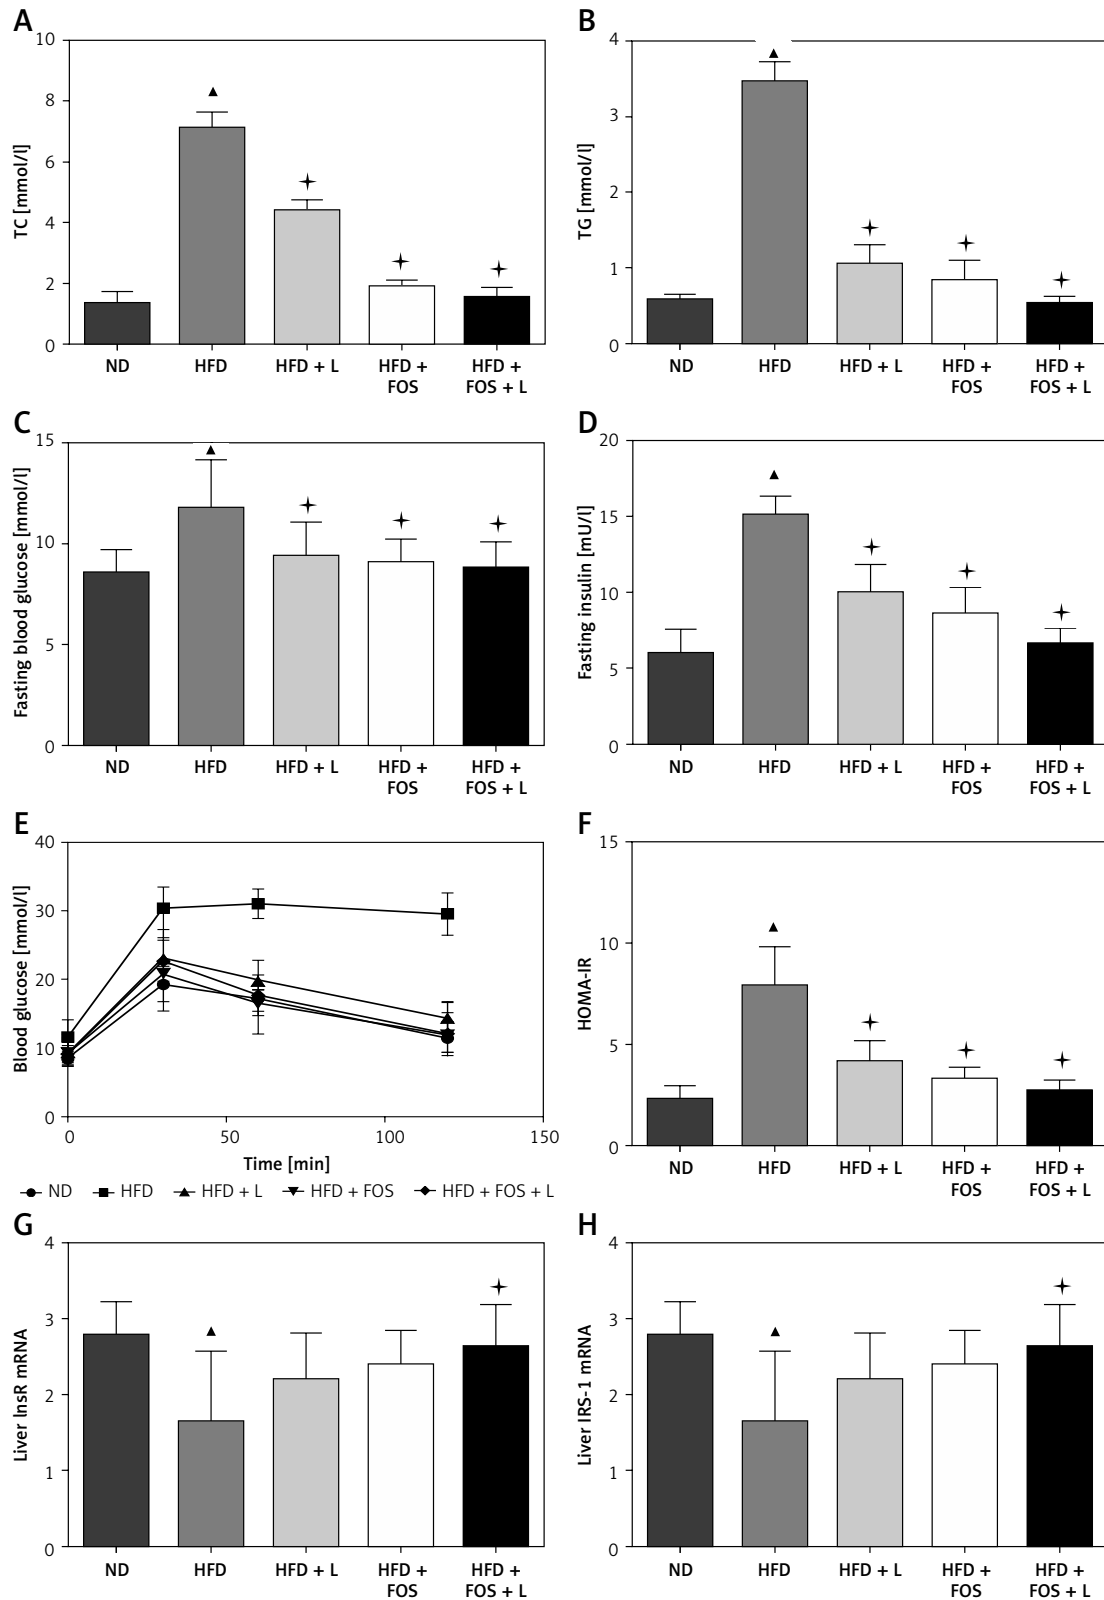 A
TC [mmol/l]
10
8
6
4
2
0
ND
HFD
HFD + L
HFD +
FOS
HFD +
FOS + L
B
TG [mmol/l]
4
3
2
1
0
ND
HFD
HFD + L
HFD +
FOS
HFD +
FOS + L
C
Fasting blood glucose [mmol/l]
15
10
5
0
ND
HFD
HFD + L
HFD +
FOS
HFD +
FOS + L
D
Fasting insulin [mU/l]
20
15
10
5
0
ND
HFD
HFD + L
HFD +
FOS
HFD +
FOS + L
E
Blood glucose [mmol/l]
40
30
20
10
0
0
50
100
150
Time [min]
ND HFD HFD + L HFD + FOS HFD + FOS + L
F
HOMA-IR
15
10
5
0
ND
HFD
HFD + L
HFD +
FOS
HFD +
FOS + L
G
Liver InsR mRNA
4
3
2
1
0
ND
HFD
HFD + L
HFD +
FOS
HFD +
FOS + L
H
Liver IRS-1 mRNA
4
3
2
1
0
ND
HFD
HFD + L
HFD +
FOS
HFD +
FOS + L